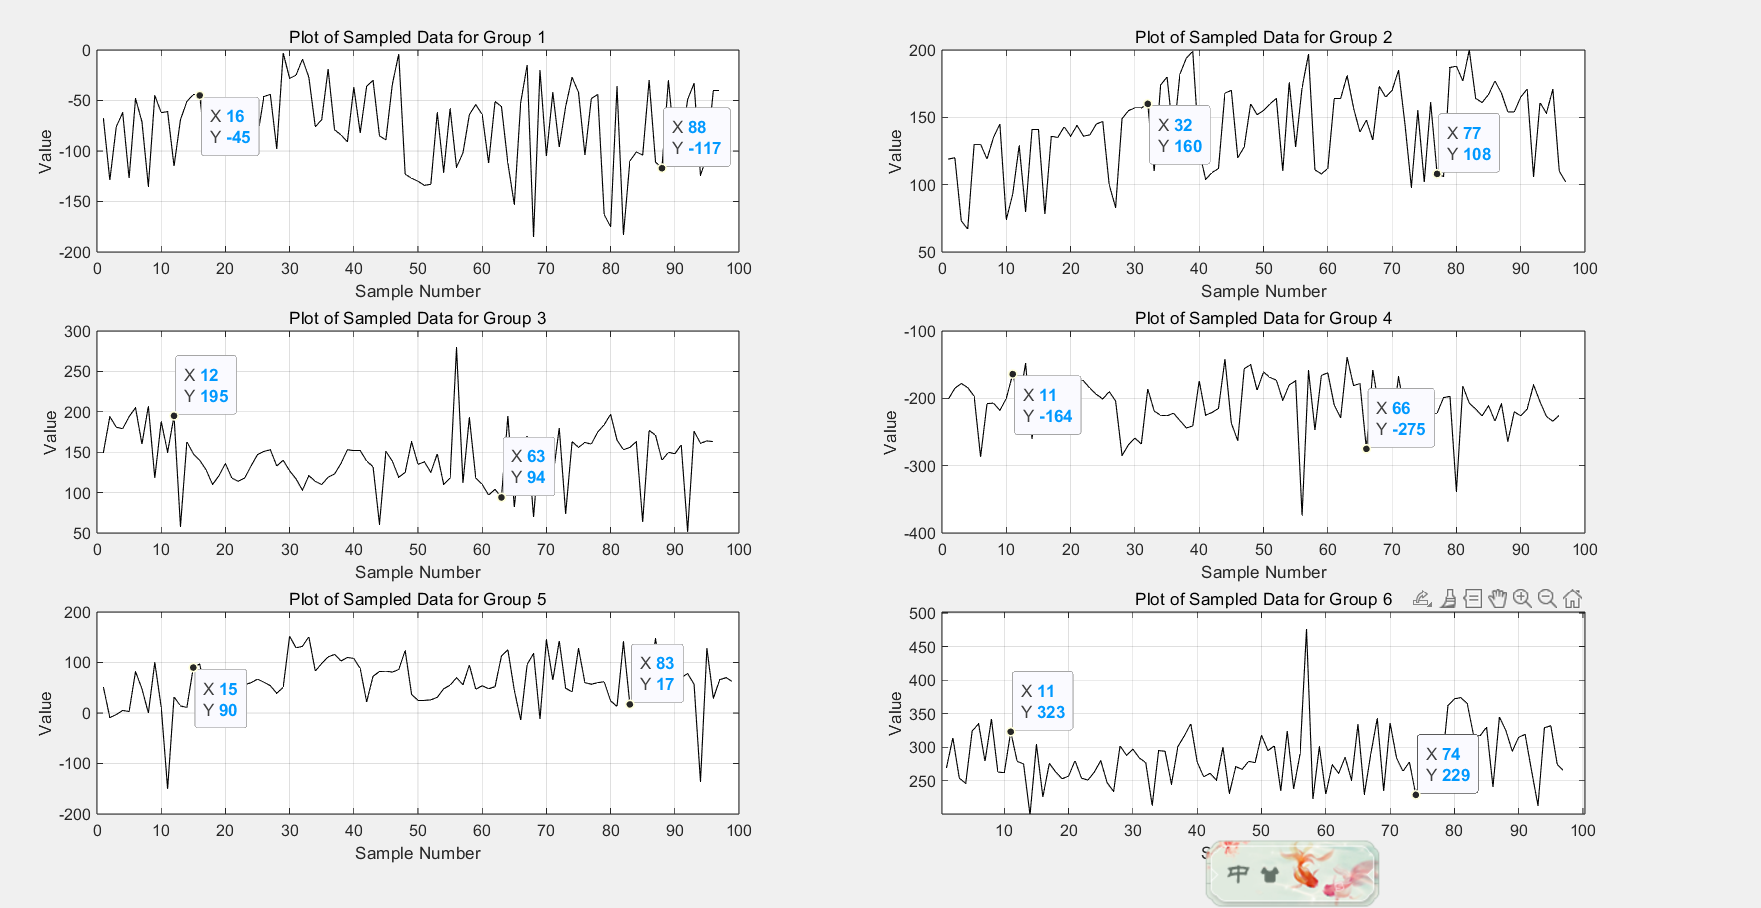 Plot of Sampled Data for Group 1
0
-50
-100
-150
-200
Value
X 16
Y -45
X 88
Y -117
0 10 20 30 40 50 60 70 80 90 100
Sample Number
Plot of Sampled Data for Group 2
200
150
100
50
Value
X 32
Y 160
X 77
Y 108
0 10 20 30 40 50 60 70 80 90 100
Sample Number
Plot of Sampled Data for Group 3
300
250
200
150
100
50
Value
X 12
Y 195
X 63
Y 94
0 10 20 30 40 50 60 70 80 90 100
Sample Number
Plot of Sampled Data for Group 4
-100
-200
-300
-400
Value
X 11
Y -164
X 66
Y -275
0 10 20 30 40 50 60 70 80 90 100
Sample Number
Plot of Sampled Data for Group 5
200
100
0
-100
-200
Value
X 15
Y 90
X 83
Y 17
0 10 20 30 40 50 60 70 80 90 100
Sample Number
Plot of Sampled Data for Group 6
500
450
400
350
300
250
Value
X 11
Y 323
X 74
Y 229
10 20 30 40 50 60 70 80 90 100
中